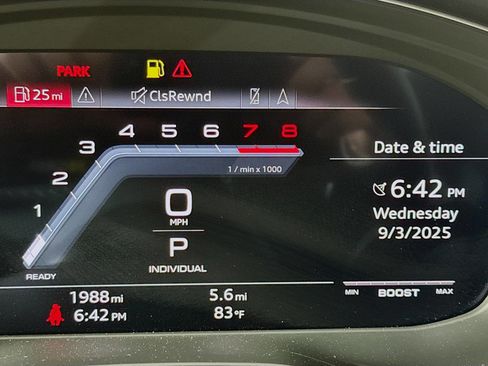 PARK
25 mi
ClsRewnd
1 2 3 4 5 6 7 8
1 / min x 1000
READY
0
MPH
P
INDIVIDUAL
Date & time
6:42 PM
Wednesday
9/3/2025
MIN BOOST MAX
1988 mi 5.6 mi
6:42 PM 83 °F